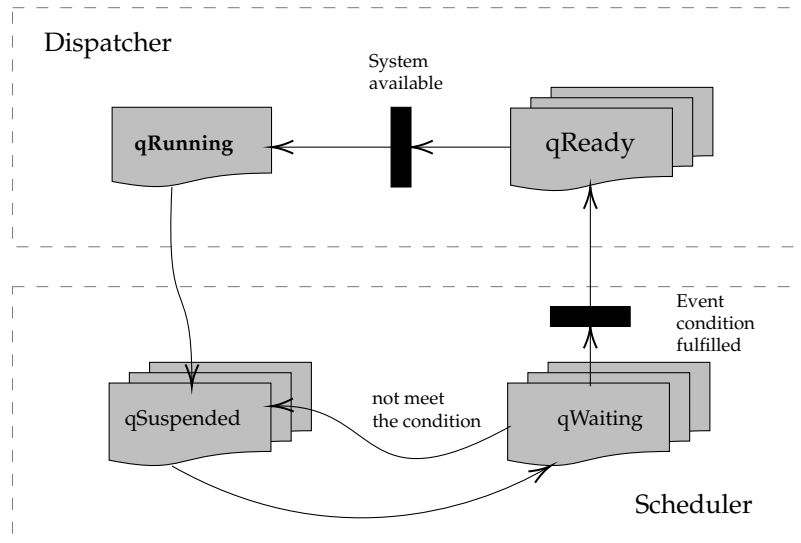 Dispatcher
System
available
qRunning
qReady
Event
condition
fulfilled
not meet
the condition
qSuspended
qWaiting
Scheduler